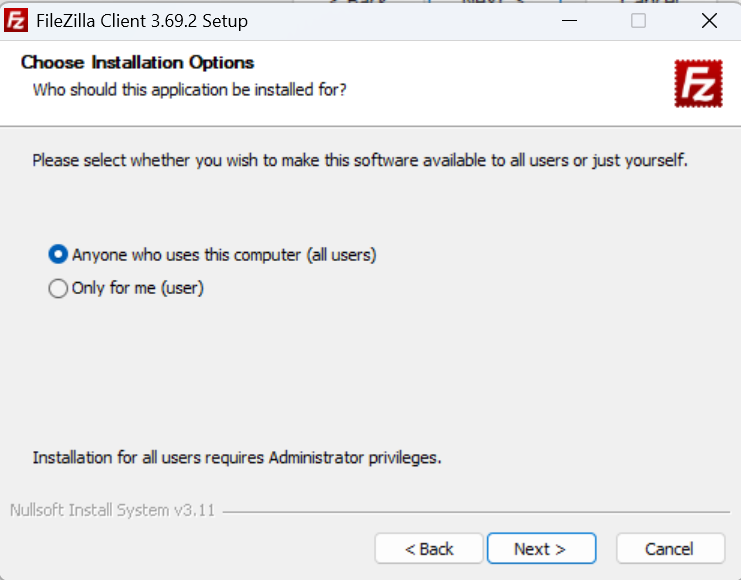 FileZilla Client 3.69.2 Setup
Choose Installation Options
Who should this application be installed for?
Fz
Please select whether you wish to make this software available to all users or just yourself.
Anyone who uses this computer (all users)
Only for me (user)
Installation for all users requires Administrator privileges.
Nullsoft Install System v3.11
< Back Next > Cancel